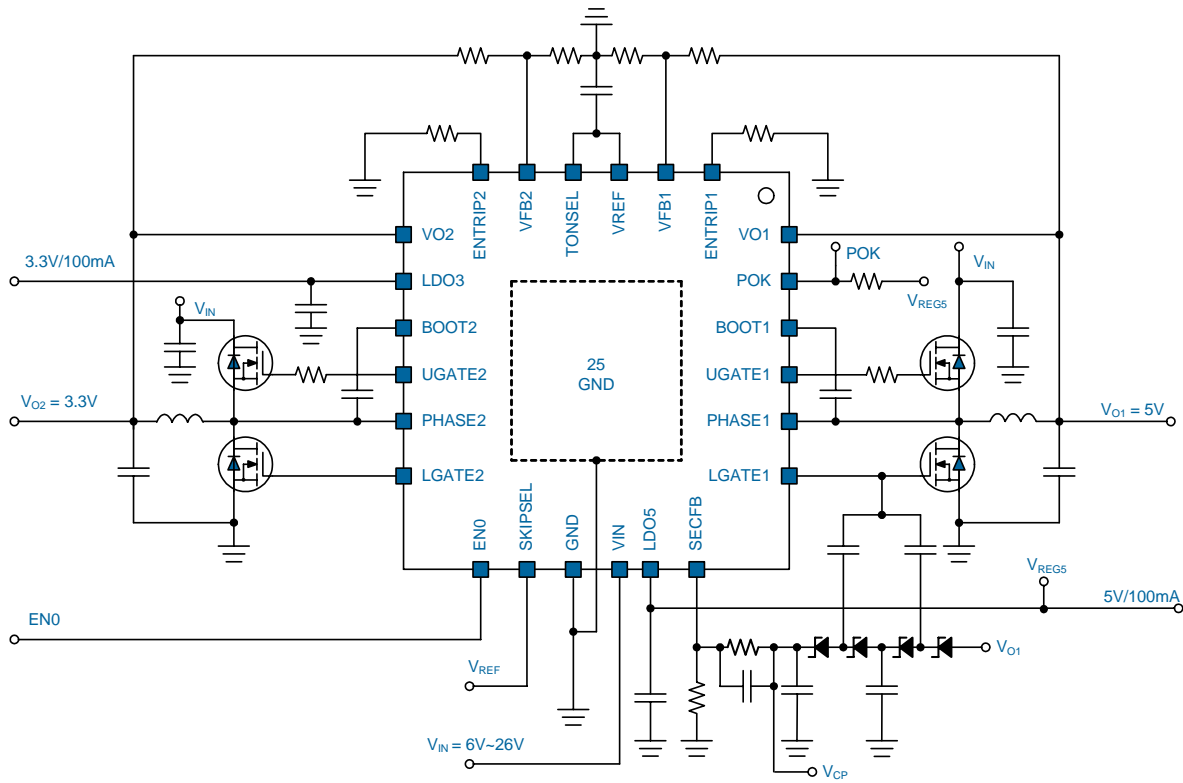 ENTRIP2
VFB2
TONSEL
VREF
VFB1
ENTRIP1
VO2
VO1
3.3V/100mA
LDO3
POK
POK
VIN
VREG5
VIN
BOOT2
BOOT1
25
GND
UGATE2
UGATE1
VO2 = 3.3V
PHASE2
PHASE1
VO1 = 5V
LGATE2
LGATE1
EN0
SKIPSEL
GND
VIN
LDO5
SECFB
VREG5
5V/100mA
EN0
VO1
VREF
VIN = 6V~26V
VCP